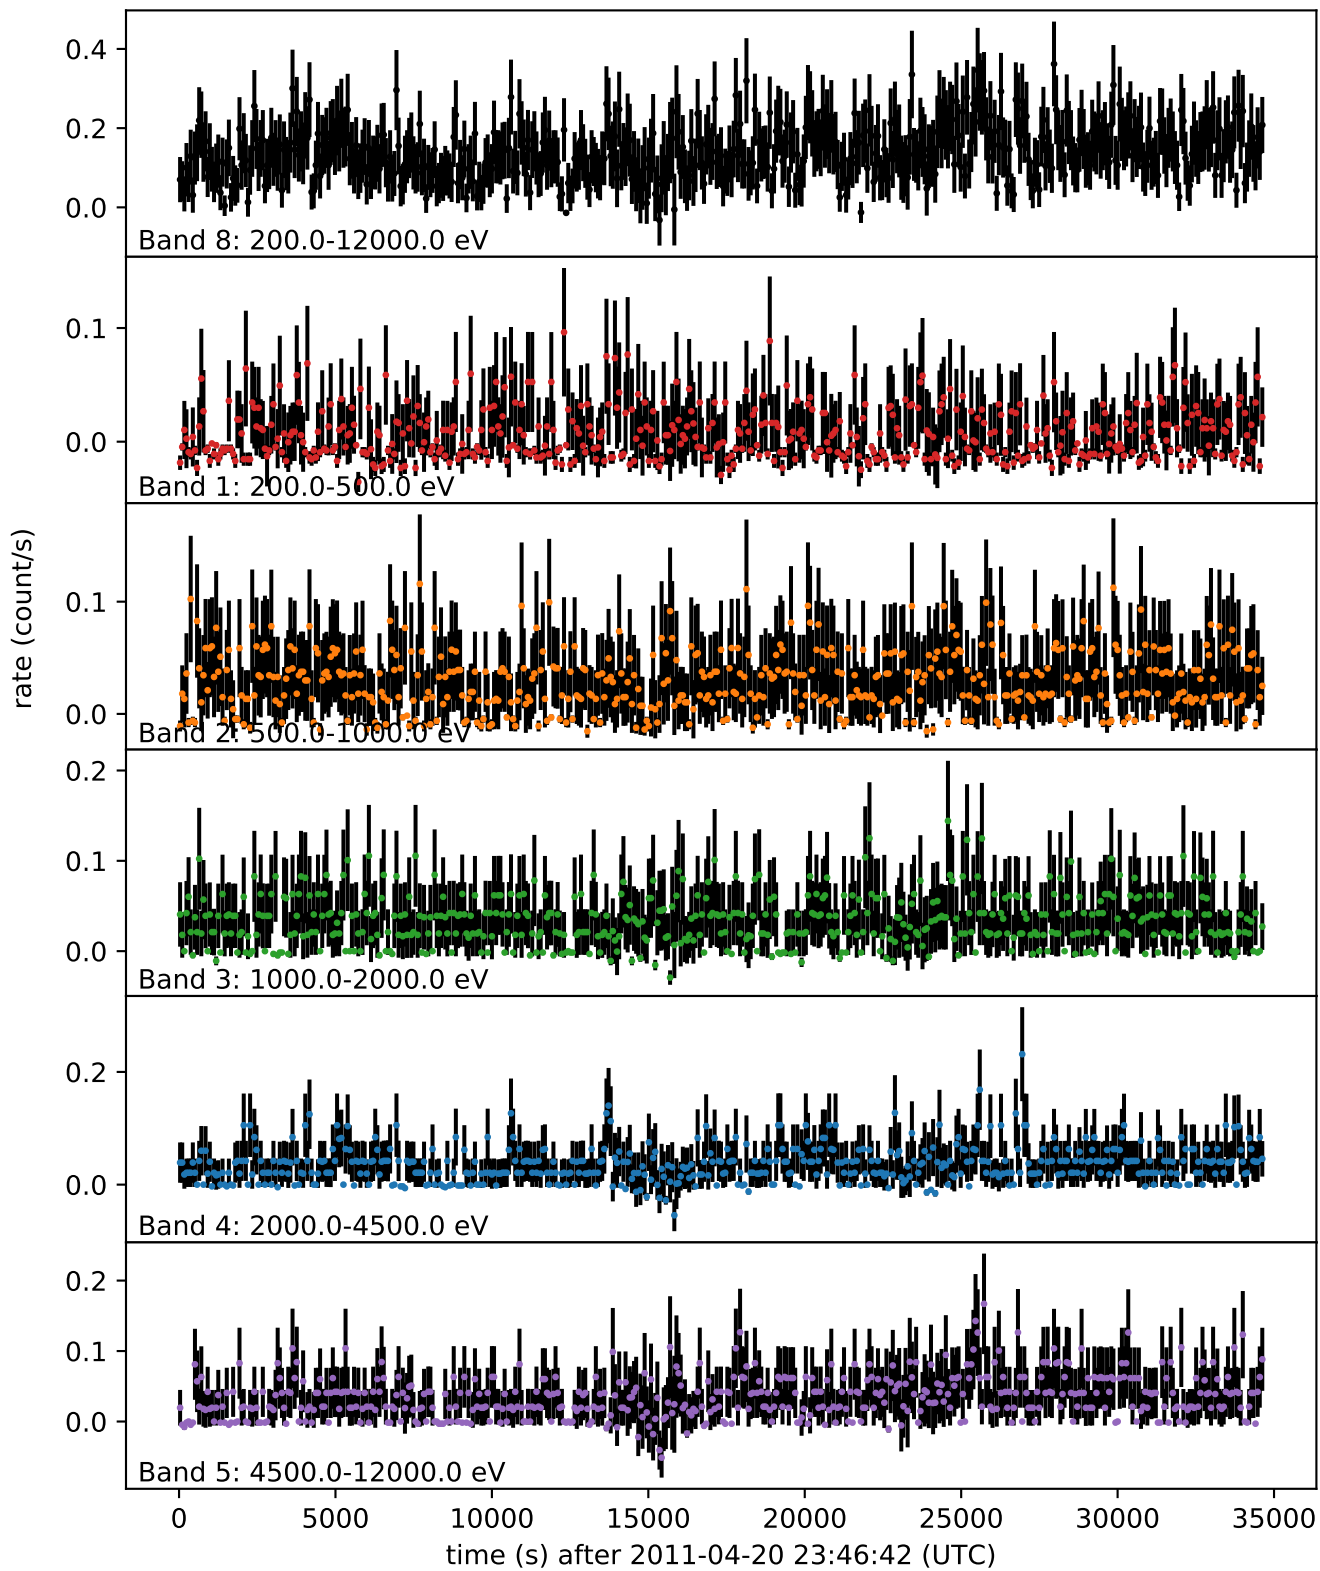 0.4
0.2
0.0
Band 8: 200.0-12000.0 eV
0.1
0.0
Band 1: 200.0-500.0 eV
rate (count/s)
0.1
0.0
Band 2: 500.0-1000.0 eV
0.2
0.1
0.0
Band 3: 1000.0-2000.0 eV
0.2
0.0
Band 4: 2000.0-4500.0 eV
0.2
0.1
0.0
Band 5: 4500.0-12000.0 eV
0 5000 10000 15000 20000 25000 30000 35000
time (s) after 2011-04-20 23:46:42 (UTC)